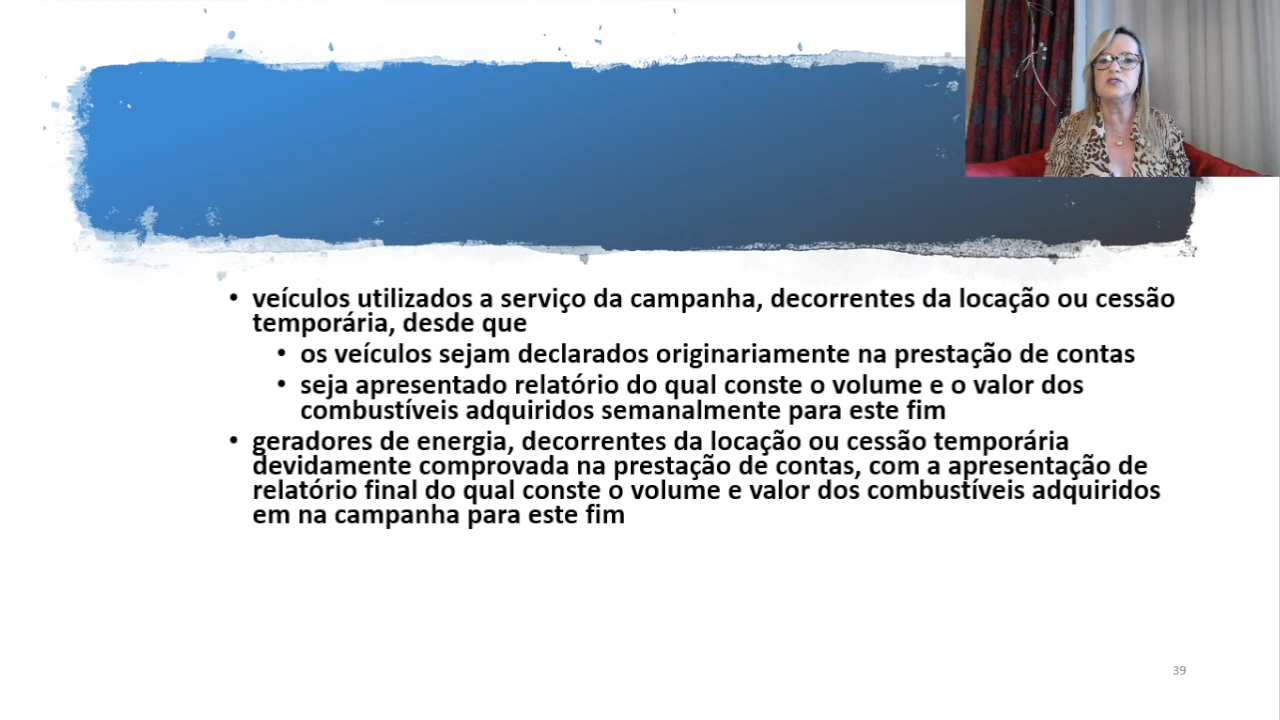 • veículos utilizados a serviço da campanha, decorrentes da locação ou cessão
temporária, desde que
• os veículos sejam declarados originariamente na prestação de contas
• seja apresentado relatório do qual conste o volume e o valor dos
combustíveis adquiridos semanalmente para este fim
• geradores de energia, decorrentes da locação ou cessão temporária
devidamente comprovada na prestação de contas, com a apresentação de
relatório final do qual conste o volume e valor dos combustíveis adquiridos
em na campanha para este fim
39